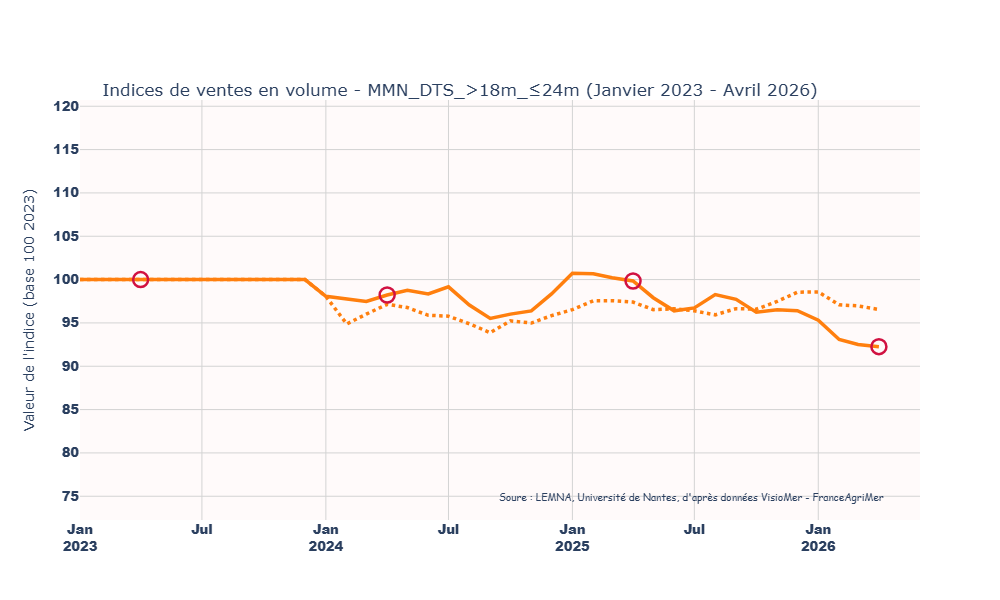 Indices de ventes en volume - MMN_DTS_>18m_≤24m (Janvier 2023 - Avril 2026)
Valeur de l'indice (base 100 2023)
120
115
110
105
100
95
90
85
80
75
Soure : LEMNA, Université de Nantes, d'après données VisioMer - FranceAgriMer
Jan
2023
Jul
Jan
2024
Jul
Jan
2025
Jul
Jan
2026